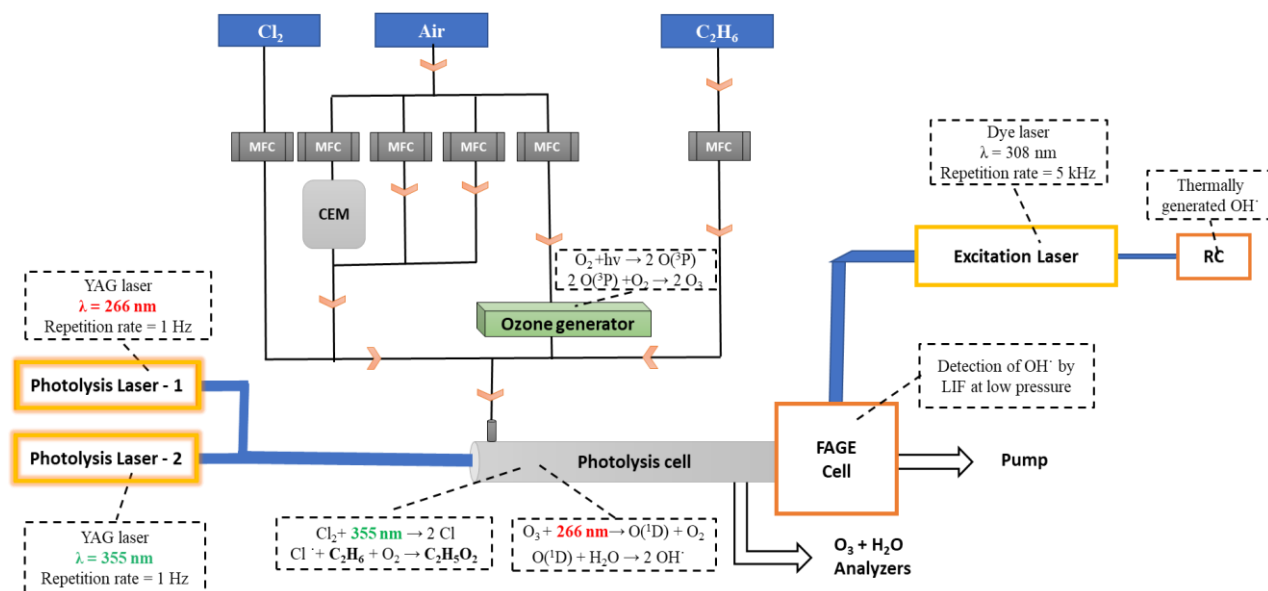 Cl₂
Air
C₂H₆
MFC
MFC
MFC
MFC
MFC
MFC
CEM
Dye laser
λ = 308 nm
Repetition rate = 5 kHz
Thermally
generated OH˙
O₂ +hν → 2 O(³P)
2 O(³P) +O₂ → 2 O₃
Excitation Laser
RC
YAG laser
λ = 266 nm
Repetition rate = 1 Hz
Ozone generator
Photolysis Laser - 1
Detection of OH˙ by
LIF at low pressure
Photolysis Laser - 2
Photolysis cell
FAGE
Cell
Pump
YAG laser
λ = 355 nm
Repetition rate = 1 Hz
Cl₂+ 355 nm → 2 Cl
Cl ˙+ C₂H₆ + O₂ → C₂H₅O₂
O₃ + 266 nm→ O(¹D) + O₂
O(¹D) + H₂O → 2 OH˙
O₃ + H₂O
Analyzers